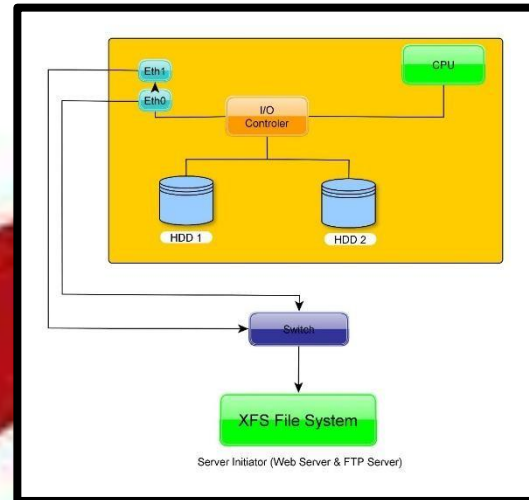 CPU
Eth1
Eth0
I/O
Controler
HDD 1
HDD 2
Switch
XFS File System
Server Initiator (Web Server & FTP Server)